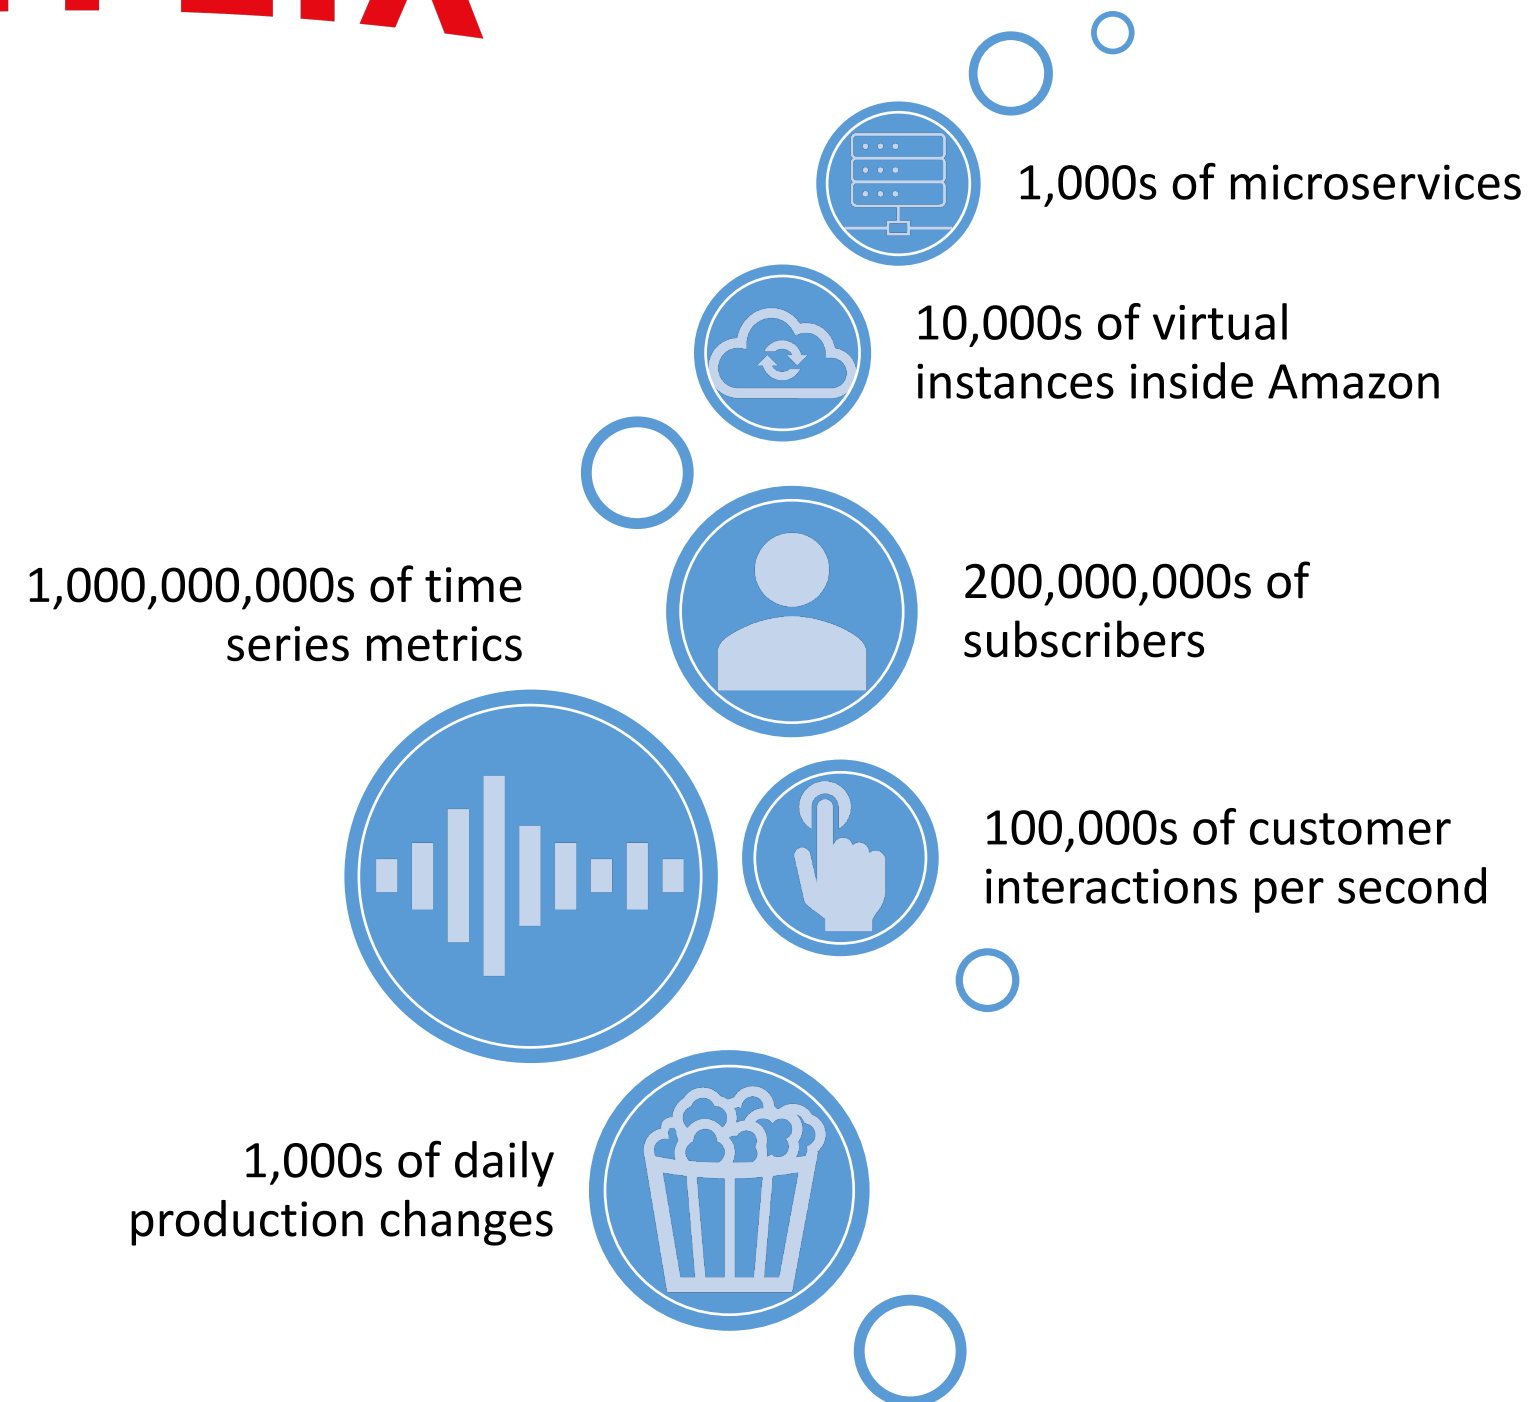 1,000s of microservices
10,000s of virtual
instances inside Amazon
1,000,000,000s of time
series metrics
200,000,000s of
subscribers
100,000s of customer
interactions per second
1,000s of daily
production changes